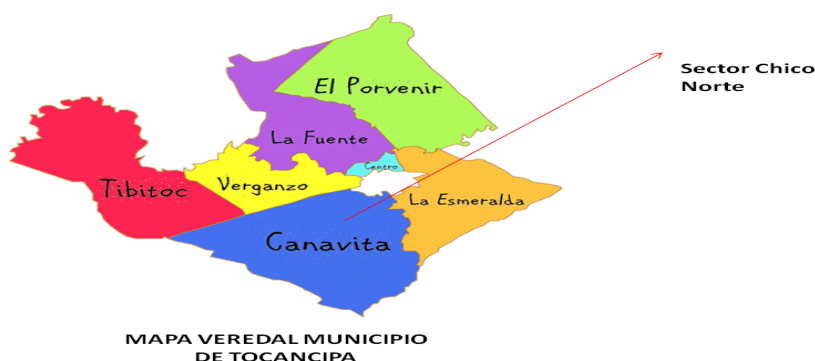 El Porvenir
Sector Chico
Norte
La Fuente
Centro
Tibitoc
Verganzo
La Esmeralda
Canavita
MAPA VEREDAL MUNICIPIO
DE TOCANCIPA